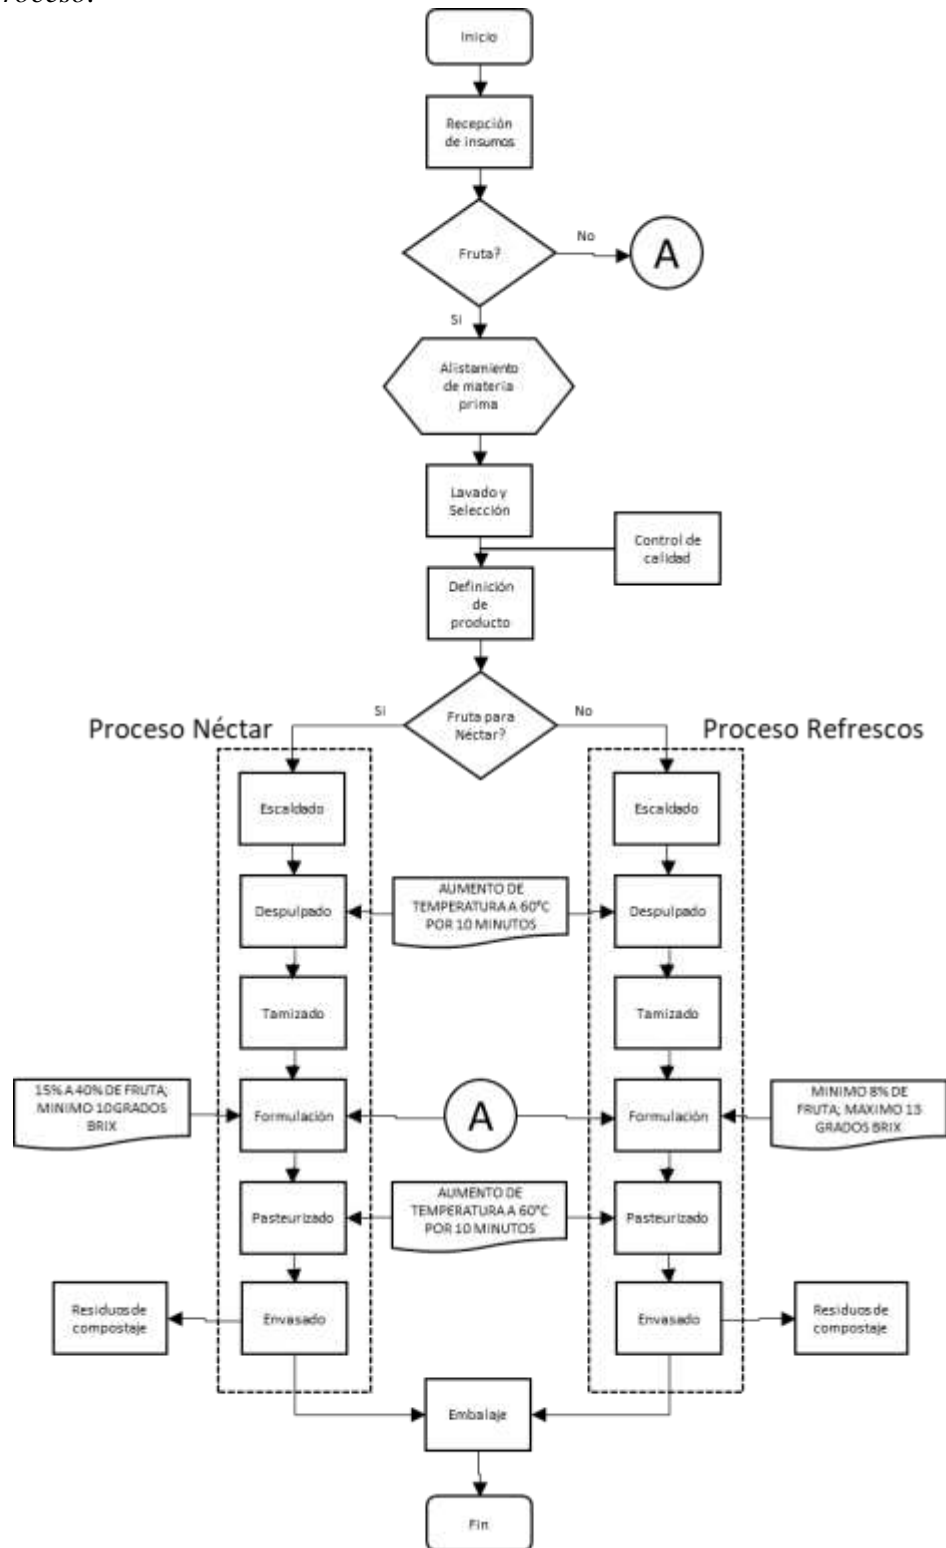 roceso.
Inicio
Recepción
de insumos
Fruta?
No
A
Si
Alistamiento
de materia
prima
Lavado y
Selección
Control de
calidad
Definición
de
producto
Si
Fruta para
Néctar?
No
Proceso Néctar
Proceso Refrescos
Escaldado
Escaldado
AUMENTO DE
TEMPERATURA A 60°C
POR 10 MINUTOS
Despulpado
Despulpado
Tamizado
Tamizado
15% A 40% DE FRUTA;
MINIMO 10 GRADOS
BRIX
Formulación
A
Formulación
MINIMO 8% DE
FRUTA; MAXIMO 13
GRADOS BRIX
AUMENTO DE
TEMPERATURA A 60°C
POR 10 MINUTOS
Pasteurizado
Pasteurizado
Residuos de
compostaje
Envasado
Envasado
Residuos de
compostaje
Embalaje
Fin